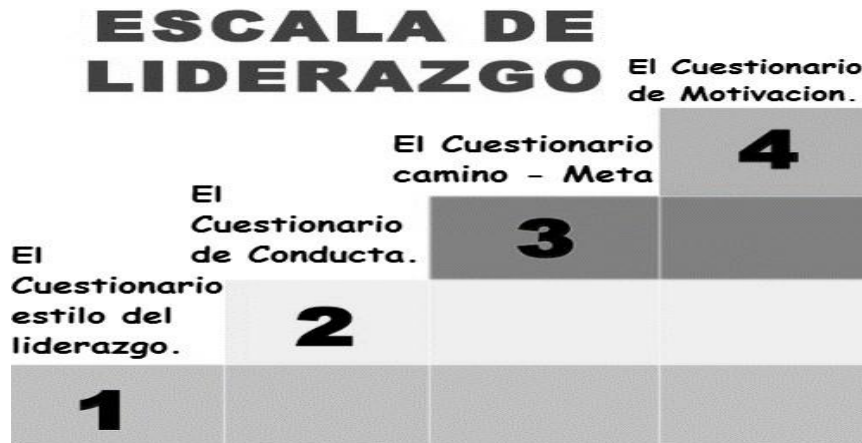 ESCALA DE
LIDERAZGO
El Cuestionario
de Motivacion.
4
El Cuestionario
camino - Meta
3
El
Cuestionario
de Conducta.
2
El
Cuestionario
estilo del
liderazgo.
1